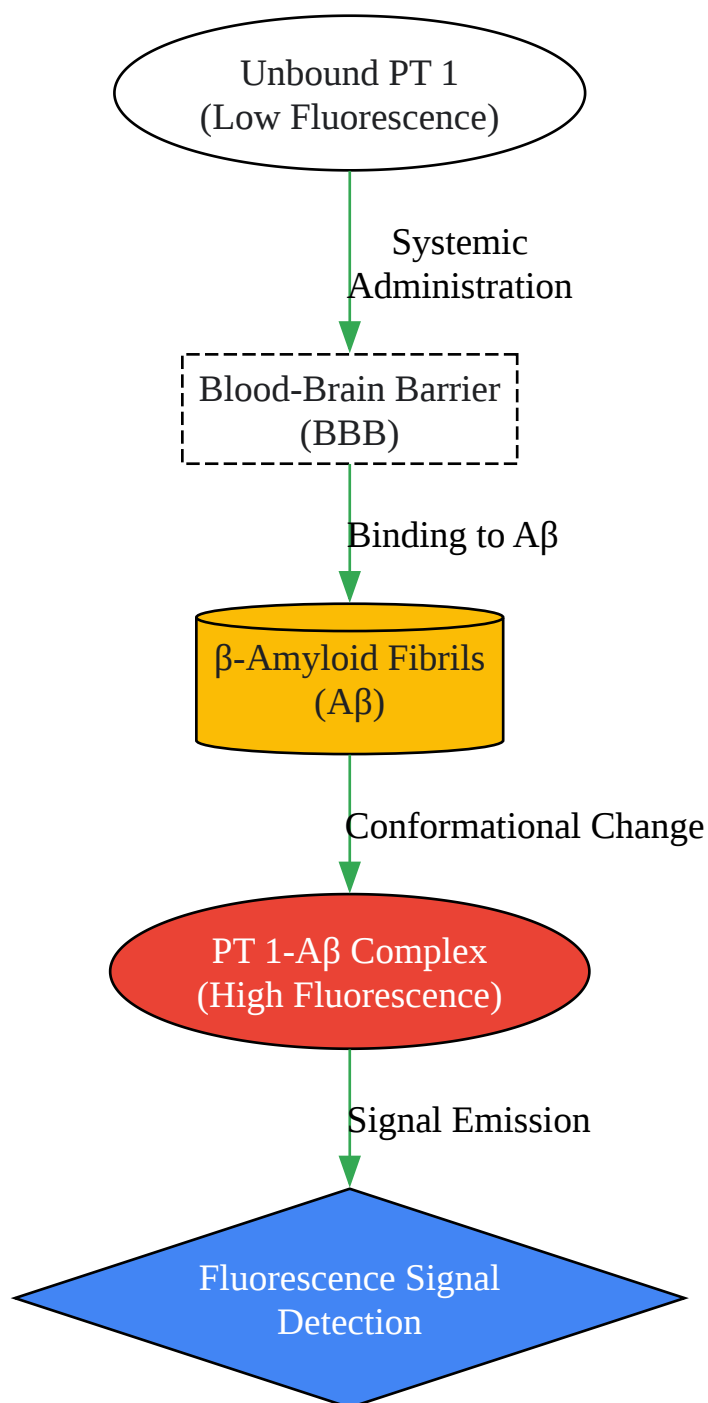 Unbound PT 1
(Low Fluorescence)
Systemic
Administration
Blood-Brain Barrier
(BBB)
Binding to Aβ
β-Amyloid Fibrils
(Aβ)
Conformational Change
PT 1-Aβ Complex
(High Fluorescence)
Signal Emission
Fluorescence Signal
Detection